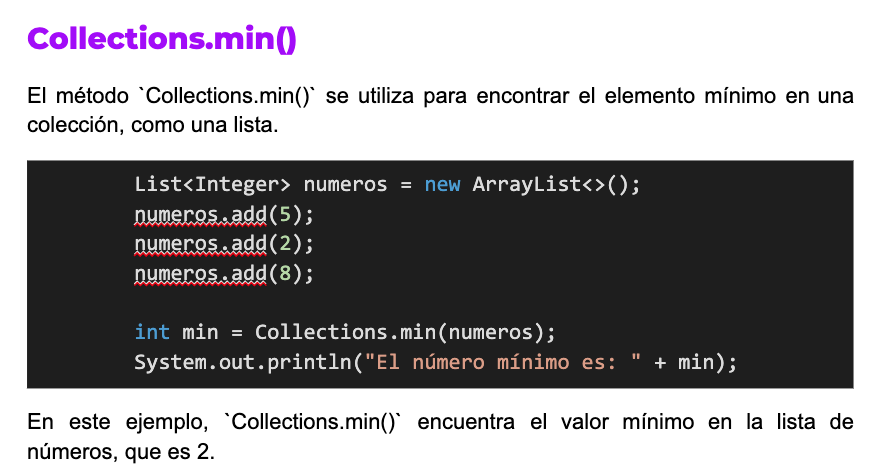 Collections.min()
El método `Collections.min()` se utiliza para encontrar el elemento mínimo en una
colección, como una lista.
List<Integer> numeros = new ArrayList<>();
numeros.add(5);
numeros.add(2);
numeros.add(8);
int min = Collections.min(numeros);
System.out.println("El número mínimo es: " + min);
En este ejemplo, `Collections.min()` encuentra el valor mínimo en la lista de
números, que es 2.